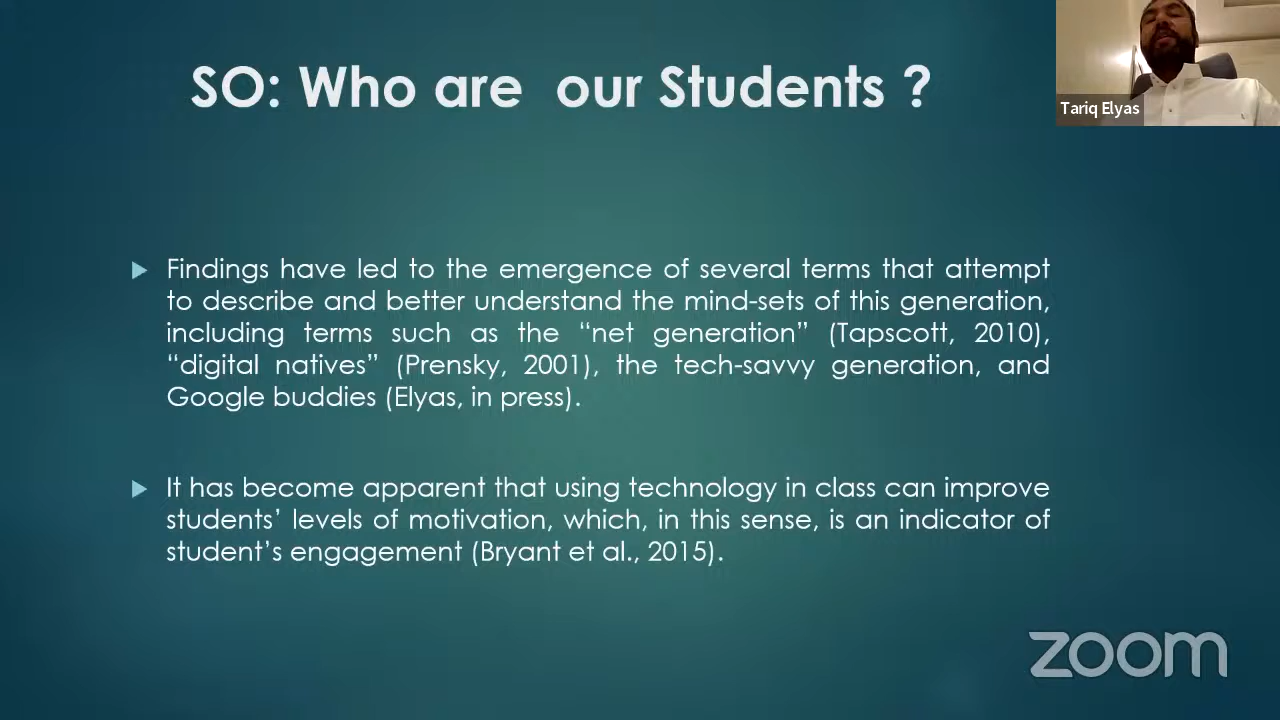 SO: Who are our Students ?
Tariq Elyas
Findings have led to the emergence of several terms that attempt
to describe and better understand the mind-sets of this generation,
including terms such as the “net generation” (Tapscott, 2010),
“digital natives” (Prensky, 2001), the tech-savvy generation, and
Google buddies (Elyas, in press).
It has become apparent that using technology in class can improve
students’ levels of motivation, which, in this sense, is an indicator of
student’s engagement (Bryant et al., 2015).
zoom